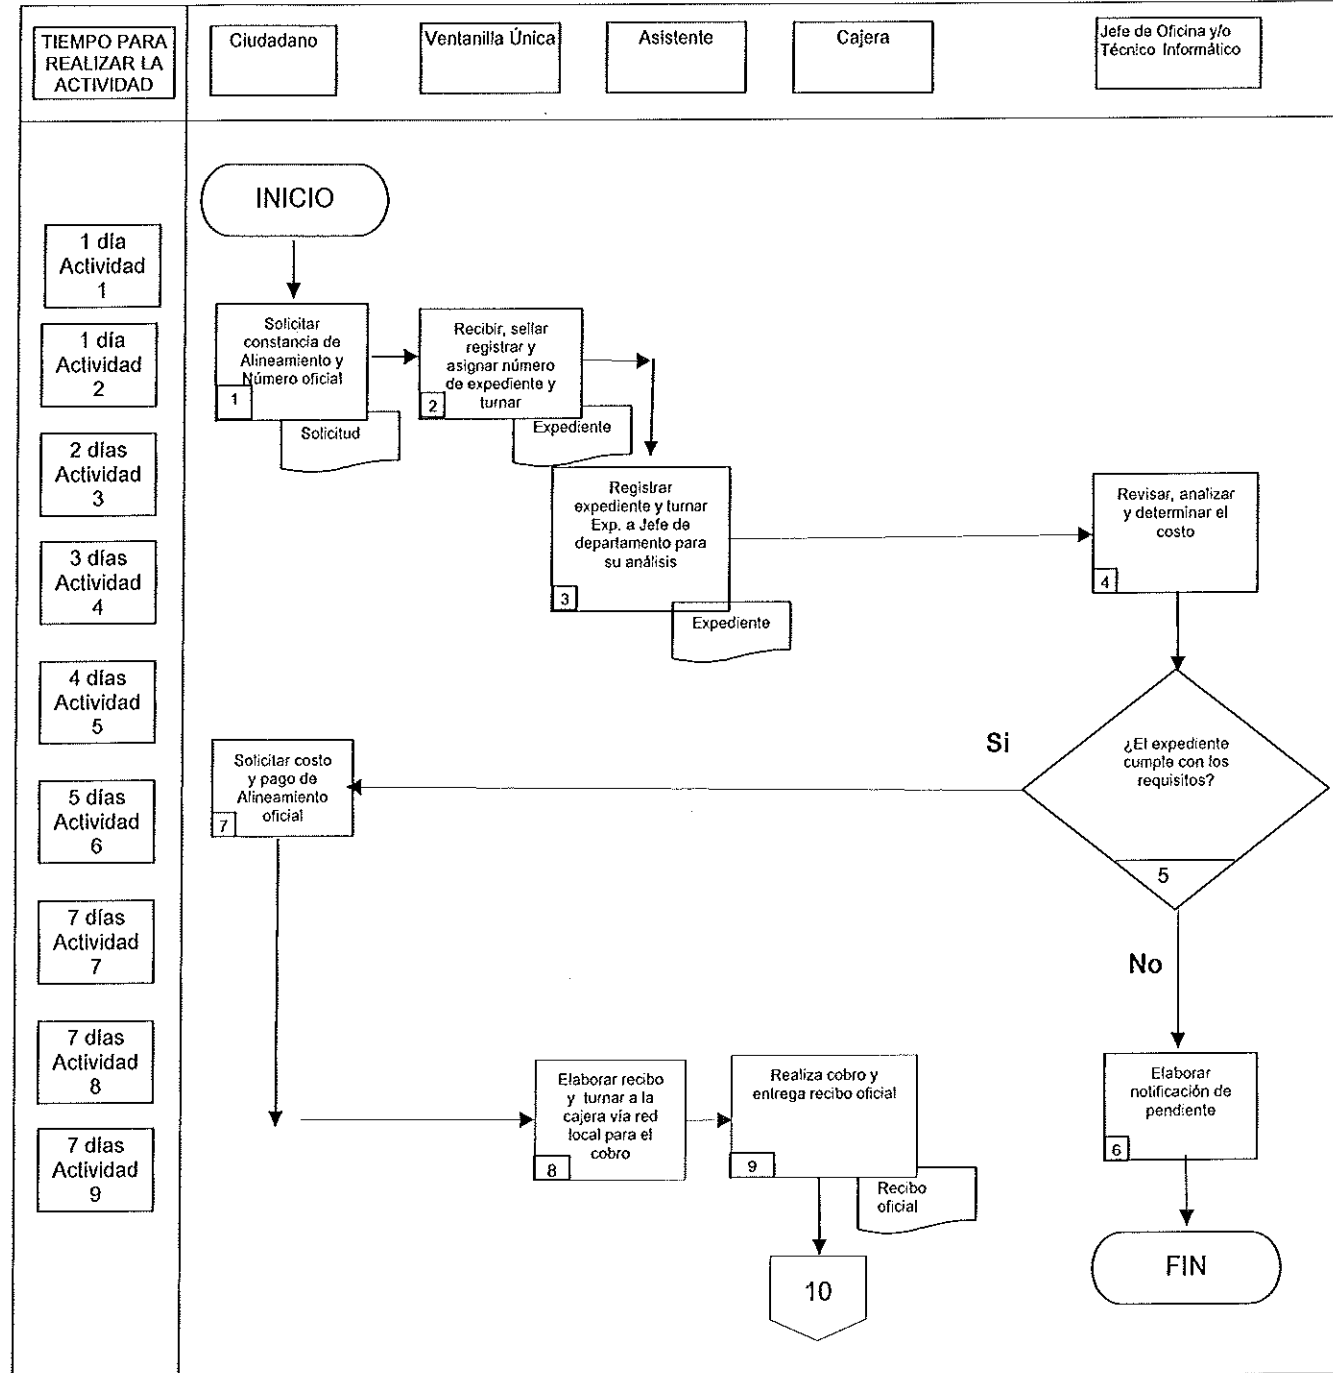 TIEMPO PARA
REALIZAR LA
ACTIVIDAD
Ciudadano
Ventanilla Única
Asistente
Cajera
Jefe de Oficina y/o
Técnico Informático
INICIO
1 día
Actividad
1
1 día
Actividad
2
2 días
Actividad
3
3 días
Actividad
4
4 días
Actividad
5
5 días
Actividad
6
7 días
Actividad
7
7 días
Actividad
8
7 días
Actividad
9
Solicitar
constancia de
Alineamiento y
Número oficial
1
Solicitud
Recibir, sellar
registrar y
asignar número
de expediente y
turnar
2
Expediente
Registrar
expediente y turnar
Exp. a Jefe de
departamento para
su análisis
3
Expediente
Revisar, analizar
y determinar el
costo
4
¿El expediente
cumple con los
requisitos?
5
Si
No
Solicitar costo
y pago de
Alineamiento
oficial
7
Elaborar recibo
y turnar a la
cajera vía red
local para el
cobro
8
Realiza cobro y
entrega recibo oficial
9
Recibo
oficial
10
Elaborar
notificación de
pendiente
6
FIN